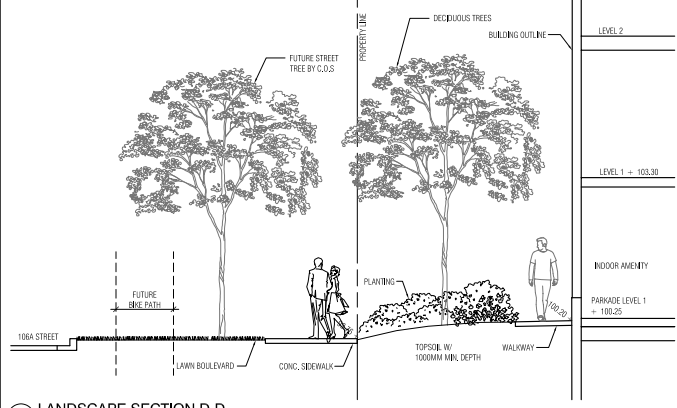 DECIDUOUS TREES
PROPERTY LINE
BUILDING OUTLINE
LEVEL 2
FUTURE STREET
TREE BY C.O.S
LEVEL 1 + 103.30
INDOOR AMENITY
PLANTING
FUTURE
BIKE PATH
PARKADE LEVEL 1
+ 100.25
100.20
106A STREET
LAWN BOULEVARD
CONC. SIDEWALK
TOPSOIL W/
1000MM MIN. DEPTH
WALKWAY
LANDSCAPE SECTION D-D